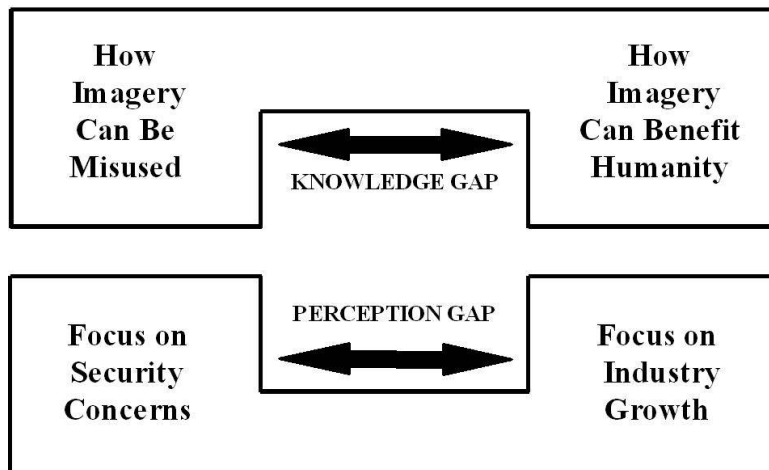 How
Imagery
Can Be
Misused
KNOWLEDGE GAP
How
Imagery
Can Benefit
Humanity
Focus on
Security
Concerns
PERCEPTION GAP
Focus on
Industry
Growth